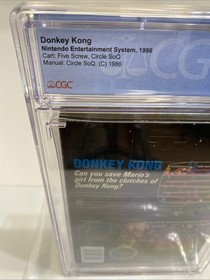 Donkey Kong
Nintendo Entertainment System, 1986
Cart: Five Screw, Circle SoQ
Manual: Circle SoQ, (C) 1986
CGC
CGC
DONKEY KONG
Can you save Mario's
girl from the clutches of
Donkey Kong?